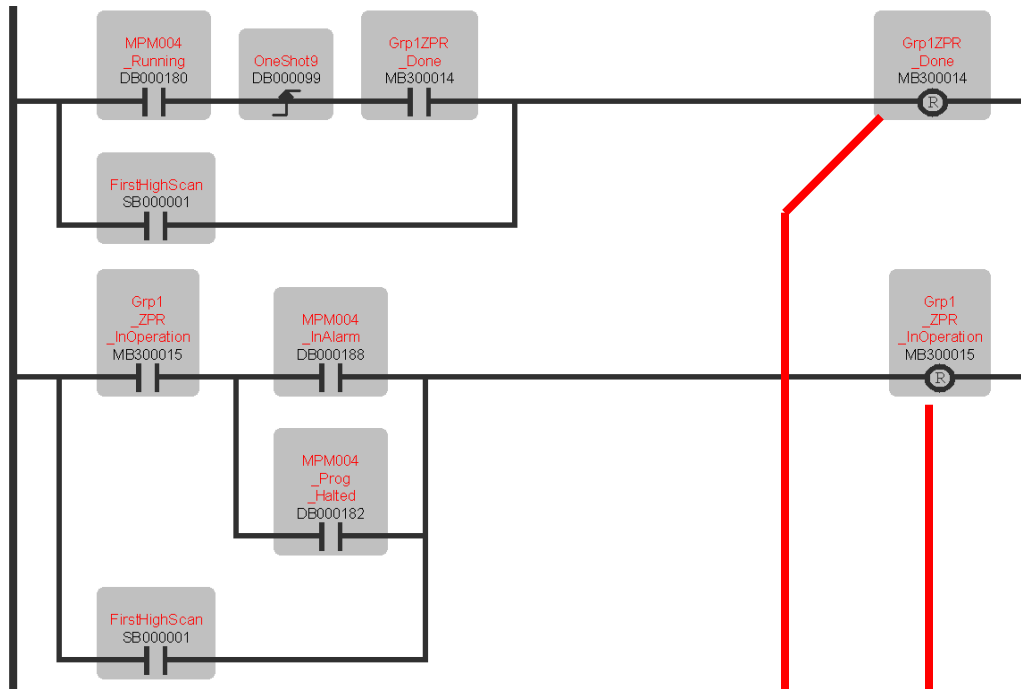 MPM004
_Running
DB000180
OneShot9
DB000099
Grp1ZPR
_Done
MB300014
Grp1ZPR
_Done
MB300014
R
FirstHighScan
SB000001
Grp1
_ZPR
_InOperation
MB300015
MPM004
_InAlarm
DB000188
Grp1
_ZPR
_InOperation
MB300015
R
MPM004
_Prog
_Halted
DB000182
FirstHighScan
SB000001